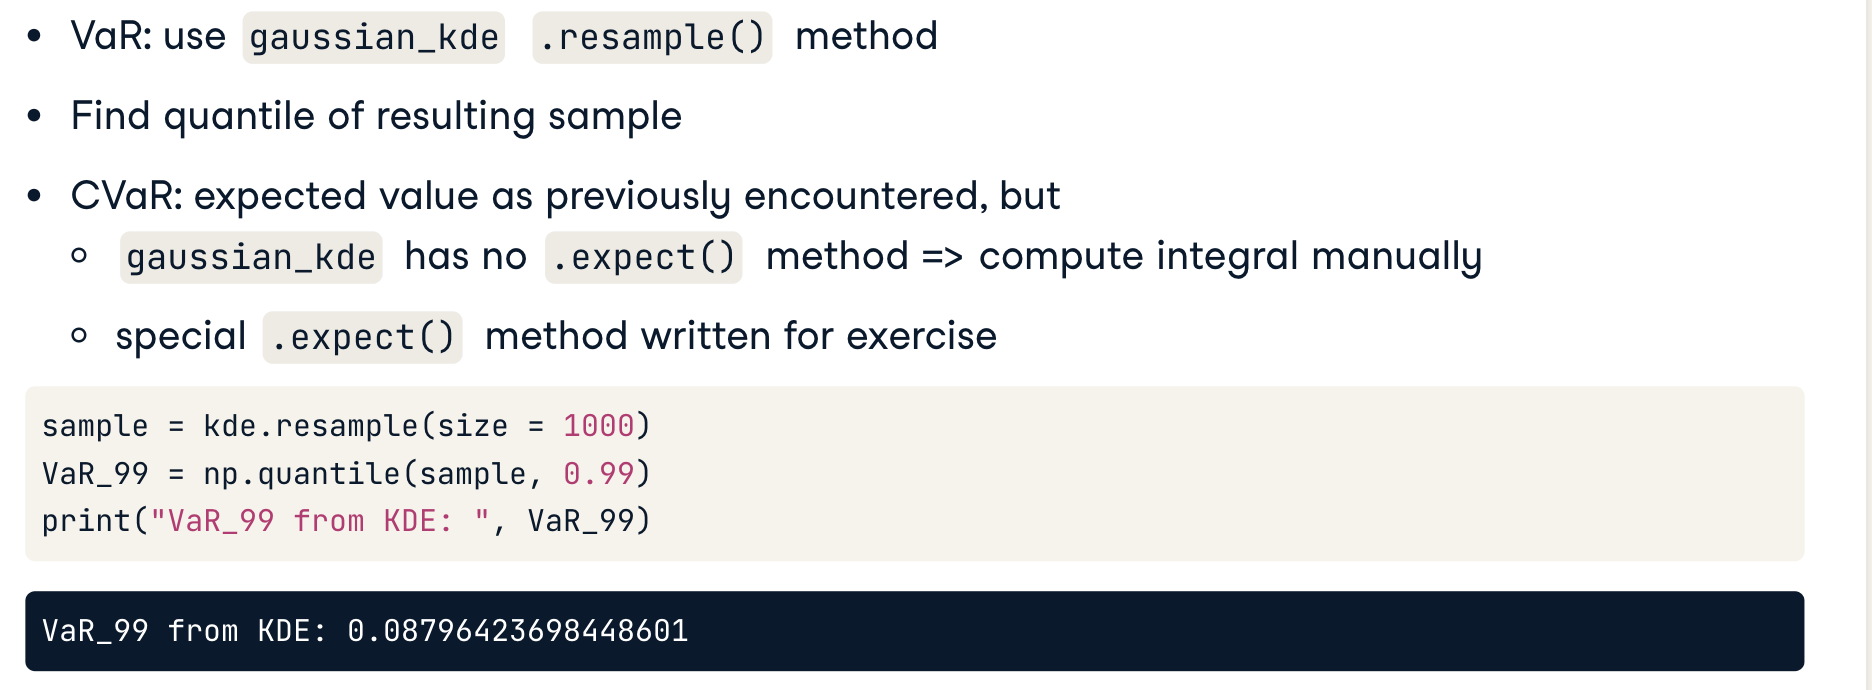 • VaR: use gaussian_kde .resample() method
• Find quantile of resulting sample
• CVaR: expected value as previously encountered, but
◦ gaussian_kde has no .expect() method => compute integral manually
◦ special .expect() method written for exercise
sample = kde.resample(size = 1000)
VaR_99 = np.quantile(sample, 0.99)
print("VaR_99 from KDE: ", VaR_99)
VaR_99 from KDE: 0.08796423698448601